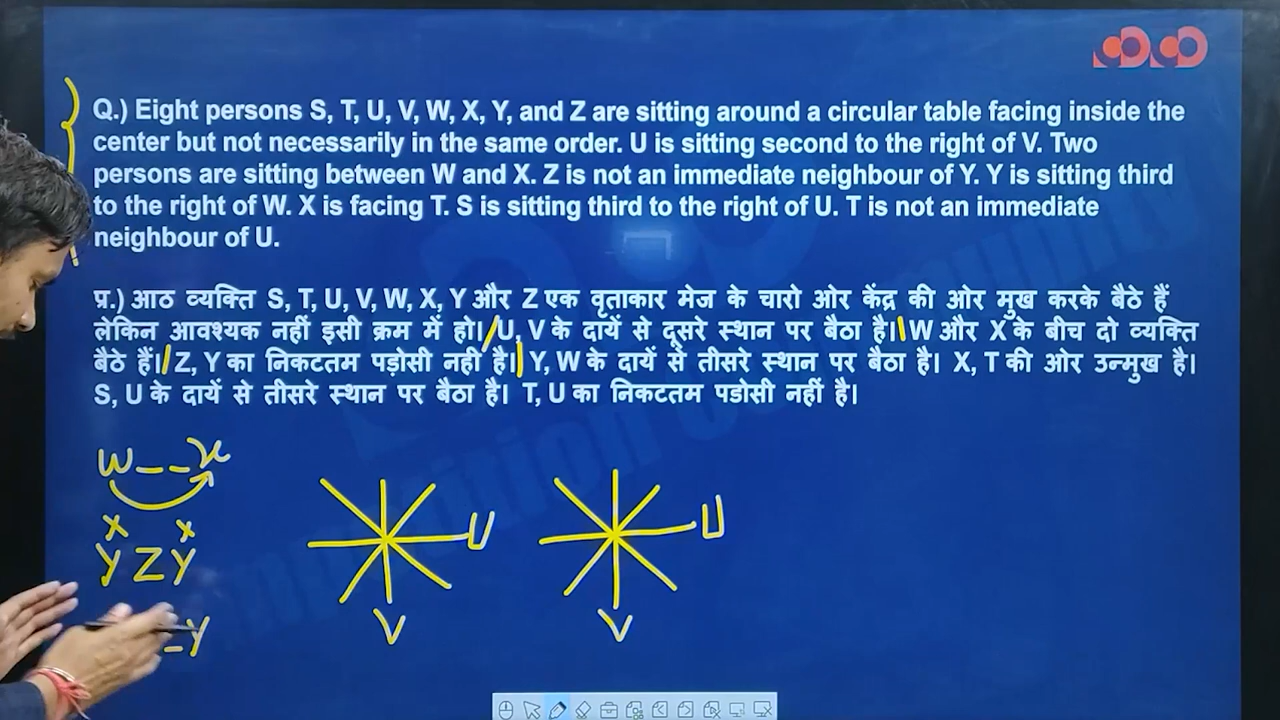 Q.) Eight persons S, T, U, V, W, X, Y, and Z are sitting around a circular table facing inside the
center but not necessarily in the same order. U is sitting second to the right of V. Two
persons are sitting between W and X. Z is not an immediate neighbour of Y. Y is sitting third
to the right of W. X is facing T. S is sitting third to the right of U. T is not an immediate
neighbour of U.
प्र.) आठ व्यक्ति S, T, U, V, W, X, Y और Z एक वृताकार मेज के चारो ओर केंद्र की ओर मुख करके बैठे हैं
लेकिन आवश्यक नहीं इसी क्रम में हो। U, V के दायें से दूसरे स्थान पर बैठा है। W और X के बीच दो व्यक्ति
बैठे हैं। Z, Y का निकटतम पड़ोसी नही है। Y, W के दायें से तीसरे स्थान पर बैठा है। X, T की ओर उन्मुख है।
S, U के दायें से तीसरे स्थान पर बैठा है। T, U का निकटतम पडोसी नहीं है।
W _ _ x
x x
Y Z Y
_ Y
U
V
U
V